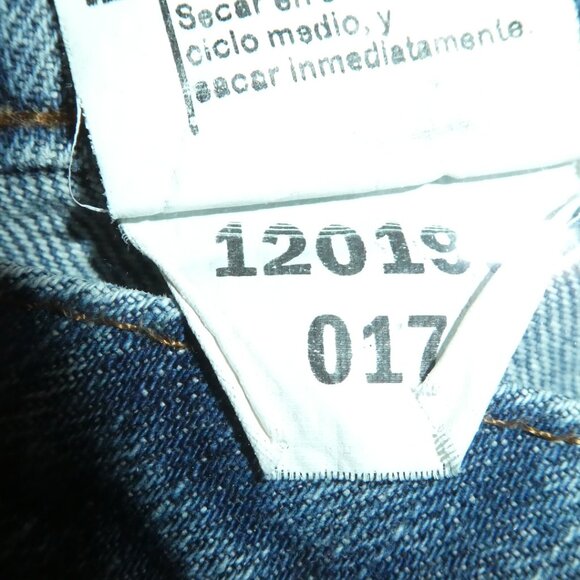 Secar en
ciclo medio, y
sacar inmediatamente.
12019
017